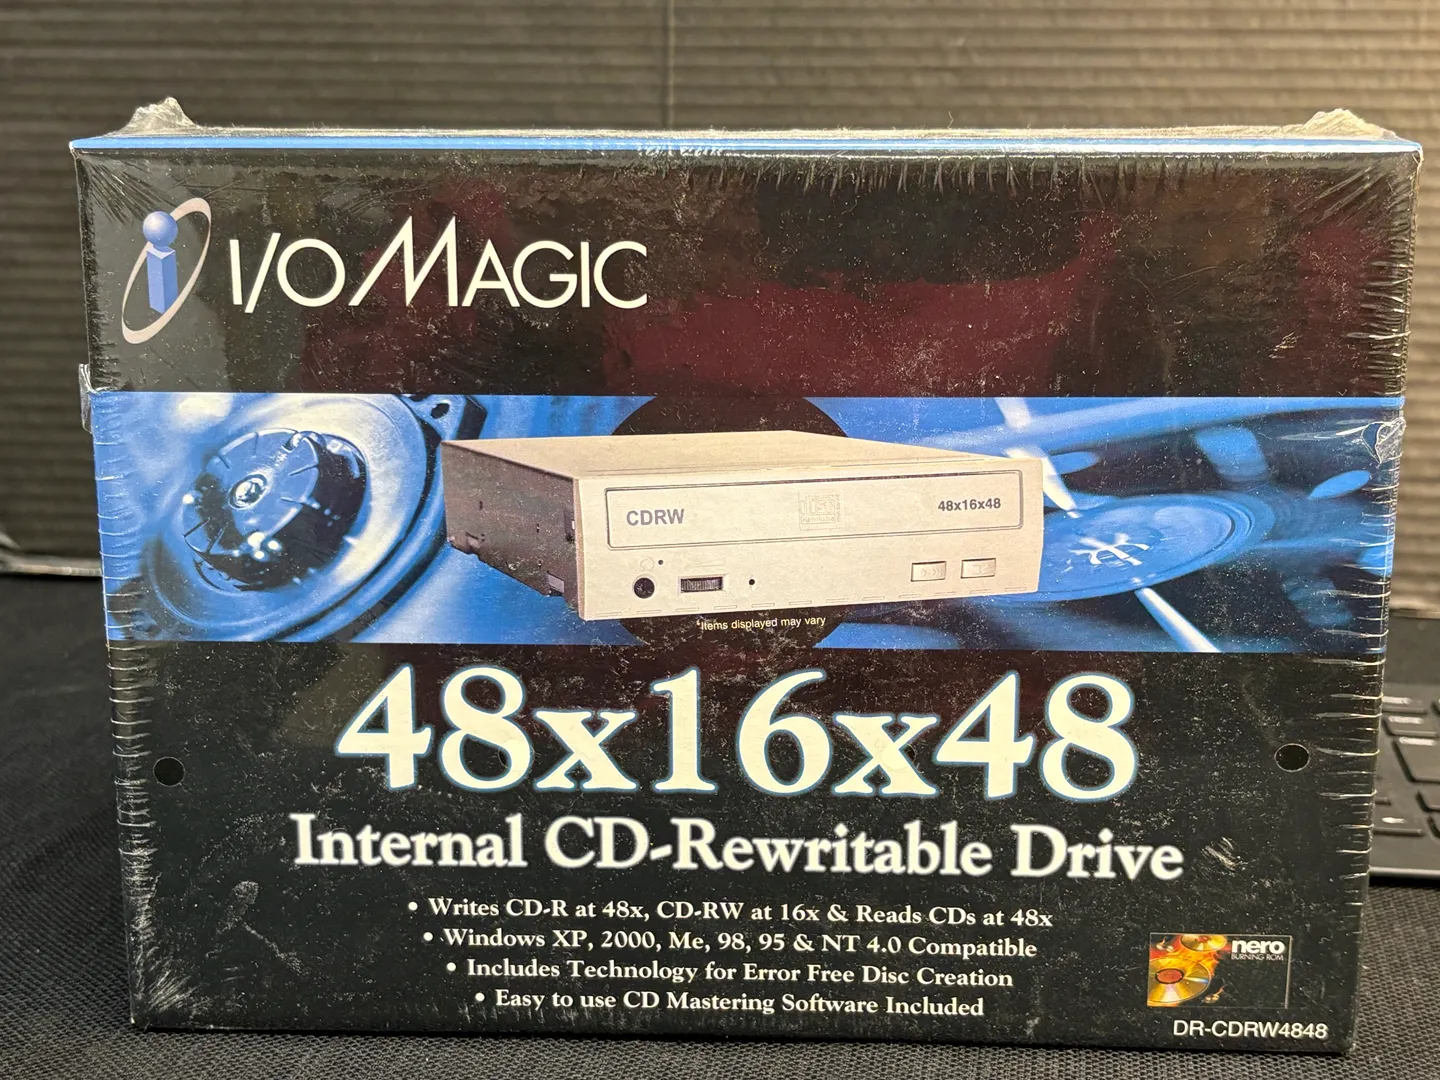 I/OMAGIC
CDRW
48x16x48
*Items displayed may vary
48x16x48
Internal CD-Rewritable Drive
• Writes CD-R at 48x, CD-RW at 16x & Reads CDs at 48x
• Windows XP, 2000, Me, 98, 95 & NT 4.0 Compatible
• Includes Technology for Error Free Disc Creation
• Easy to use CD Mastering Software Included
nero
BURNING ROM
DR-CDRW4848